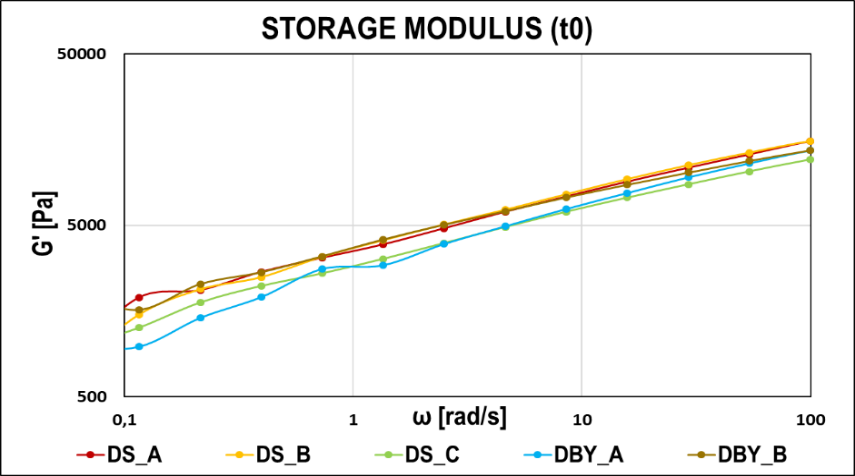 STORAGE MODULUS (t0)
50000
5000
500
G' [Pa]
0,1
1
10
100
ω [rad/s]
DS_A DS_B DS_C DBY_A DBY_B